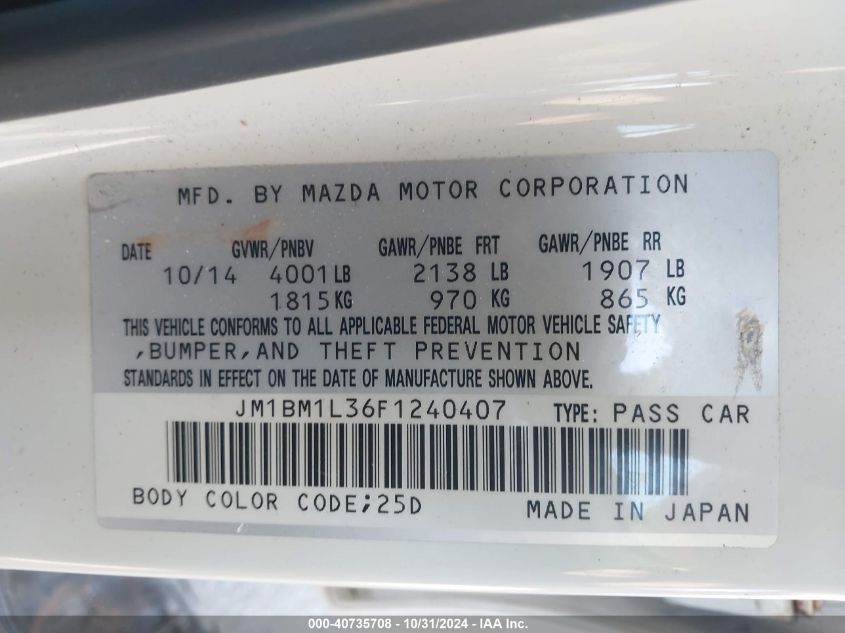 MFD. BY MAZDA MOTOR CORPORATION
DATE GVWR/PNBV GAWR/PNBE FRT GAWR/PNBE RR
10/14 4001 LB 2138 LB 1907 LB
1815 KG 970 KG 865 KG
THIS VEHICLE CONFORMS TO ALL APPLICABLE FEDERAL MOTOR VEHICLE SAFETY
,BUMPER,AND THEFT PREVENTION
STANDARDS IN EFFECT ON THE DATE OF MANUFACTURE SHOWN ABOVE.
JM1BM1L36F1240407 TYPE: PASS CAR
BODY COLOR CODE;25D MADE IN JAPAN
000-40735708 - 10/31/2024 - IAA Inc.